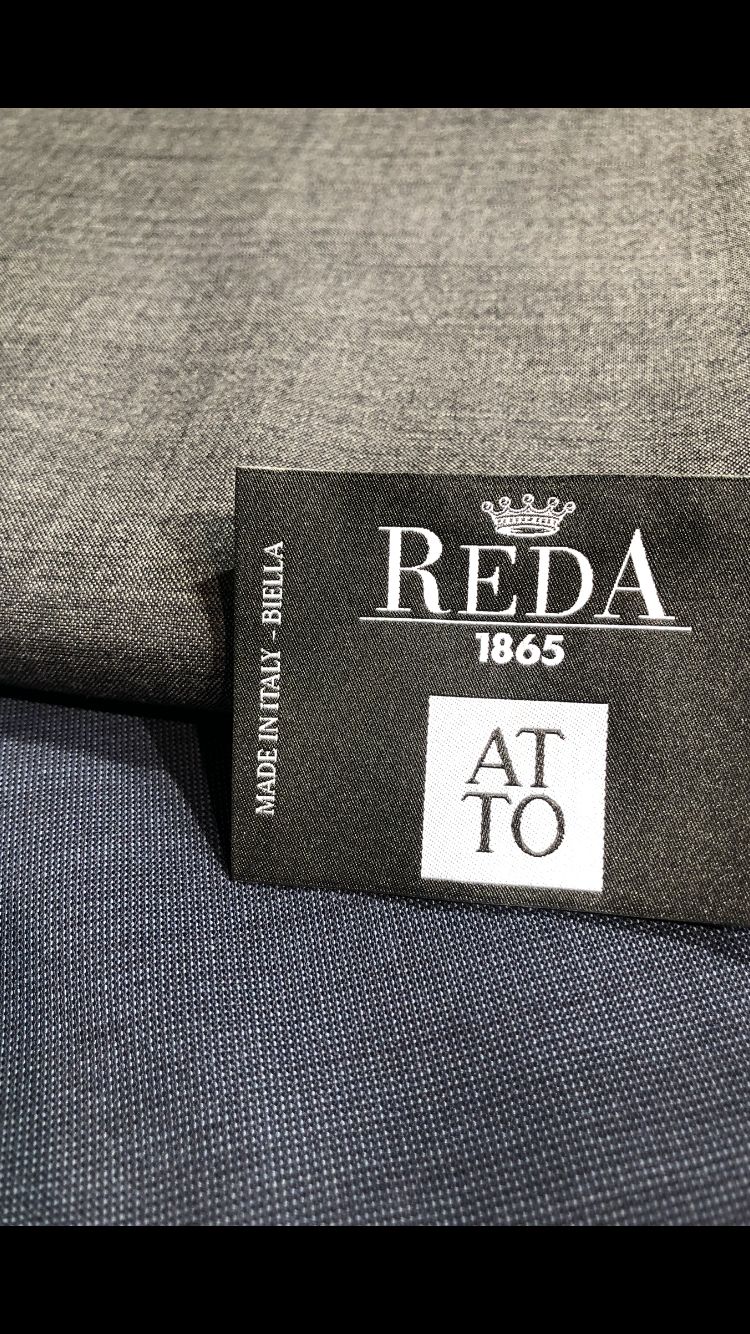 REDA
1865
AT
TO
MADE IN ITALY - BIELLA